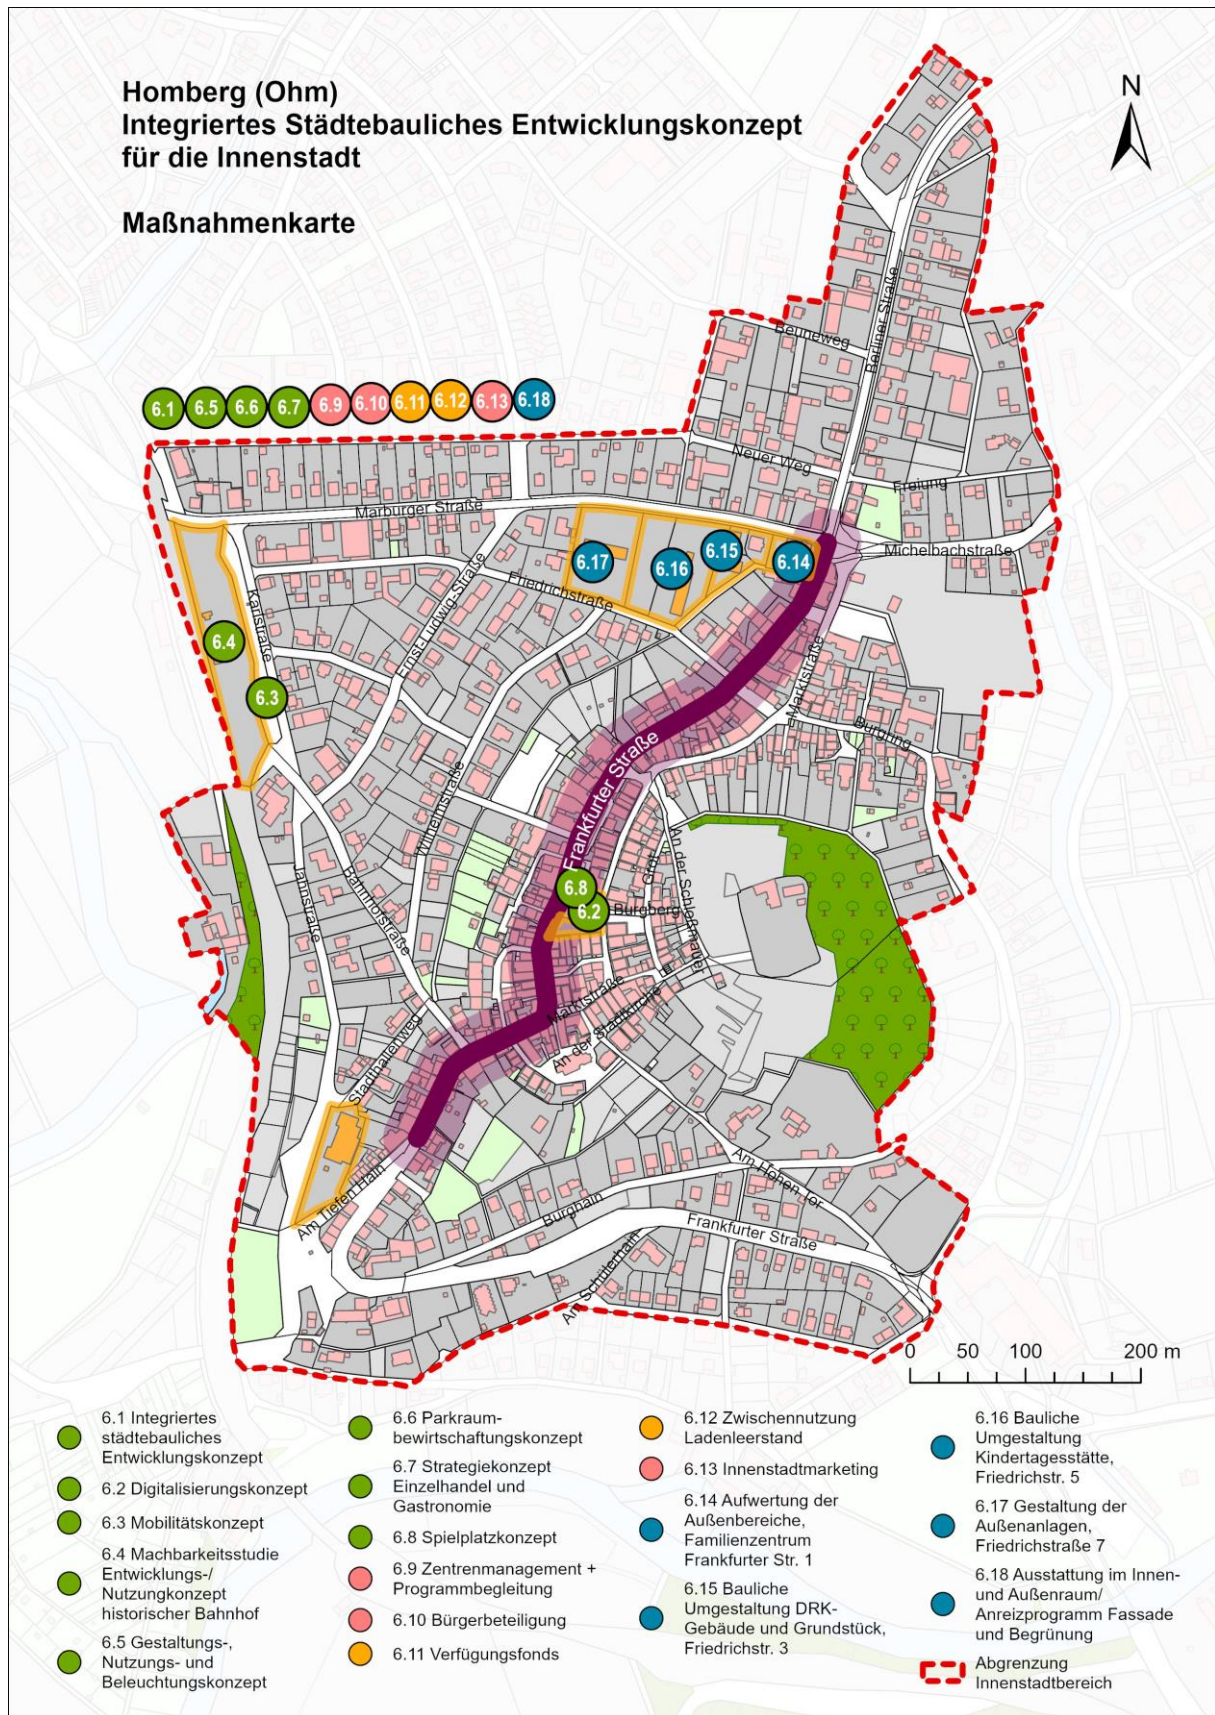 Homberg (Ohm)
Integriertes Städtebauliches Entwicklungskonzept
für die Innenstadt
Maßnahmenkarte
N
Berliner Straße
Beuneweg
6.1
6.5
6.6
6.7
6.9
6.10
6.11
6.12
6.13
6.18
Neuer Weg
Freiung
Marburger Straße
Michelbachstraße
6.17
6.16
6.15
6.14
Friedrichstraße
Karlstraße
Ernst-Ludwig-Straße
6.4
6.3
Marktstraße
Burgring
Frankfurter Straße
Wilhelmstraße
An der Schloßmauer
Grot
6.8
6.2
Burgberg
Jahnstraße
Bahnhofstraße
Marktstraße
An der Stadtkirche
Stadthallenweg
Am Hohen Tor
Am Tiefen Hain
Burghain
Frankfurter Straße
Am Schülerhain
0 50 100 200 m
6.1 Integriertes
städtebauliches
Entwicklungskonzept
6.2 Digitalisierungskonzept
6.3 Mobilitätskonzept
6.4 Machbarkeitsstudie
Entwicklungs-/
Nutzungkonzept
historischer Bahnhof
6.5 Gestaltungs-,
Nutzungs- und
Beleuchtungskonzept
6.6 Parkraum-
bewirtschaftungskonzept
6.7 Strategiekonzept
Einzelhandel und
Gastronomie
6.8 Spielplatzkonzept
6.9 Zentrenmanagement +
Programmbegleitung
6.10 Bürgerbeteiligung
6.11 Verfügungsfonds
6.12 Zwischennutzung
Ladenleerstand
6.13 Innenstadtmarketing
6.14 Aufwertung der
Außenbereiche,
Familienzentrum
Frankfurter Str. 1
6.15 Bauliche
Umgestaltung DRK-
Gebäude und Grundstück,
Friedrichstr. 3
6.16 Bauliche
Umgestaltung
Kindertagesstätte,
Friedrichstr. 5
6.17 Gestaltung der
Außenanlagen,
Friedrichstraße 7
6.18 Ausstattung im Innen-
und Außenraum/
Anreizprogramm Fassade
und Begrünung
Abgrenzung
Innenstadtbereich